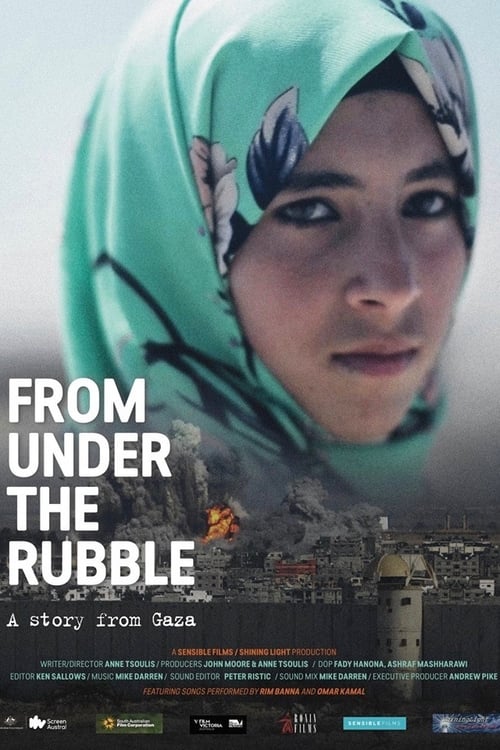 FROM
UNDER
THE
RUBBLE
A story from Gaza
A SENSIBLE FILMS / SHINING LIGHT PRODUCTION
WRITER/DIRECTOR ANNE TSOULIS / PRODUCERS JOHN MOORE & ANNE TSOULIS / DOP FADY HANONA, ASHRAF MASHHARAWI
EDITOR KEN SALLOWS / MUSIC MIKE DARREN / SOUND EDITOR PETER RISTIC / SOUND MIX MIKE DARREN / EXECUTIVE PRODUCER ANDREW PIKE
FEATURING SONGS PERFORMED BY RIM BANNA AND OMAR KAMAL
Screen
Austral
South Australian
Film Corporation
FILM
VICTORIA
RONIN
FILMS
SENSIBLEFILMS